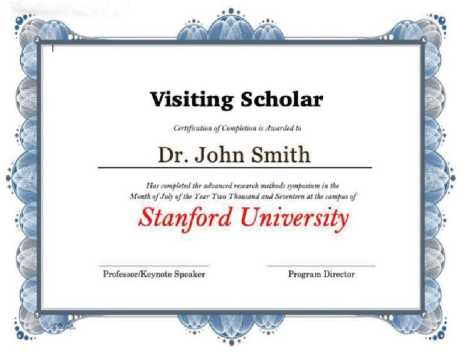 Visiting Scholar
Certification of Completion is Awarded to
Dr. John Smith
Has completed the advanced research methods symposium in the
Month of July of the Year Two Thousand and Seventeen at the campus of
Stanford University
Professor/Keynote Speaker Program Director